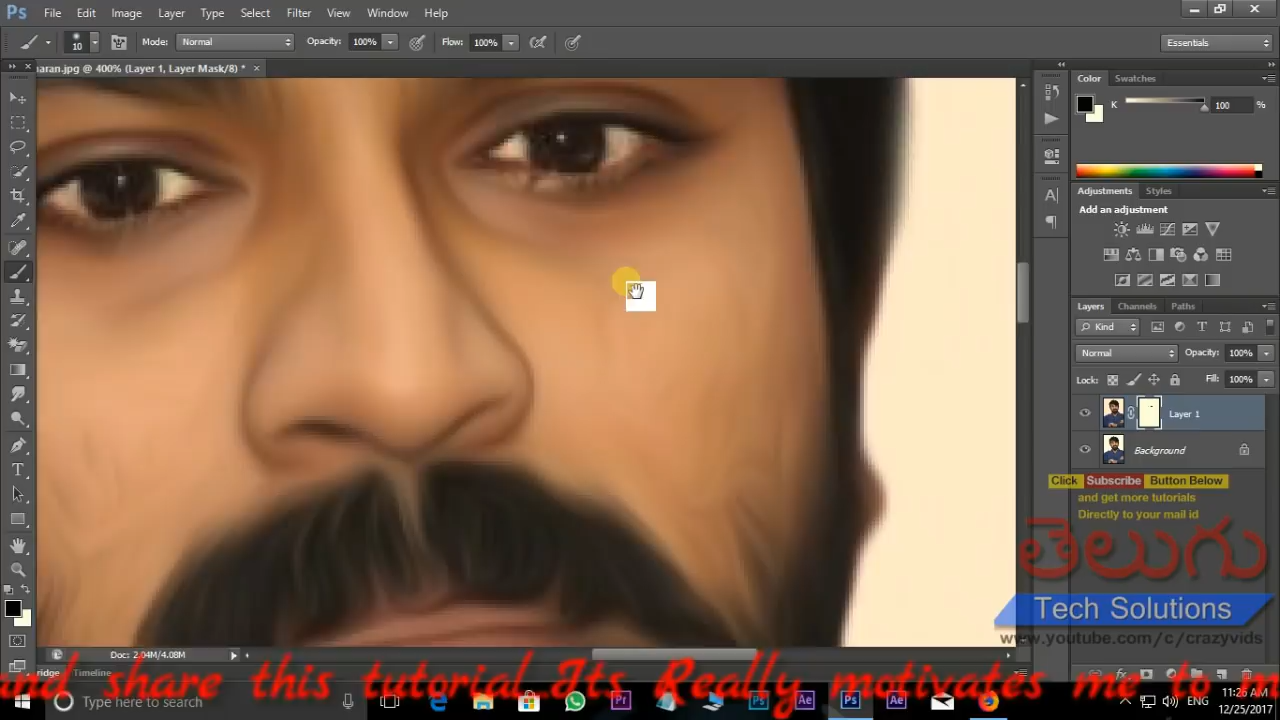 Ps File Edit Image Layer Type Select Filter 3D View Window Help
10 Mode: Normal Opacity: 100% Flow: 100% Essentials
aran.jpg @ 400% (Layer 1, Layer Mask/8) * ×
Color Swatches
K 100 %
Adjustments Styles
Add an adjustment
Layers Channels Paths
Kind
Normal Opacity: 100%
Lock: Fill: 100%
Layer 1
Background
Click Subscribe Button Below
and get more tutorials
Directly to your mail id
తెలుగు
Tech Solutions
www.youtube.com/c/crazyvids
Doc: 2.04M/4.08M
ridge Timeline
and share this tutorial.Its Really motivates me
Type here to search
ENG
11:26 AM
12/25/2017